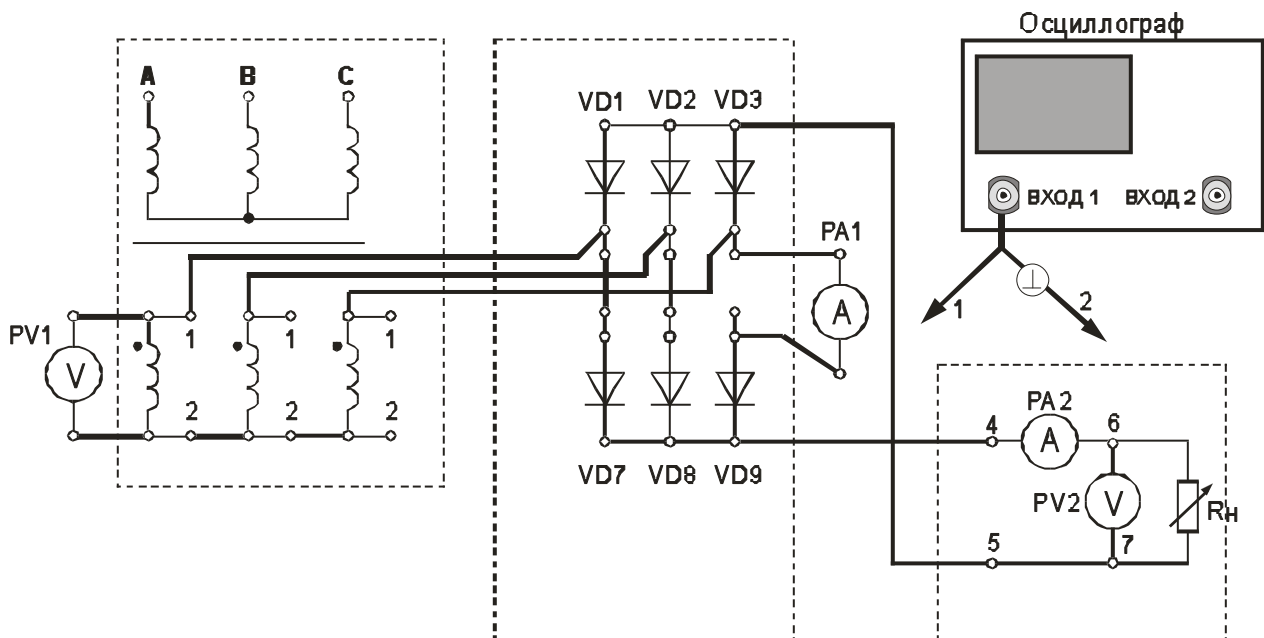 Осциллограф
A B C
VD1 VD2 VD3
ВХОД 1 ВХОД 2
PA1
A
1 2
PV1
V
1 1 1
2 2 2
PA2
4 A 6
VD7 VD8 VD9
PV2 V Rн
5 7